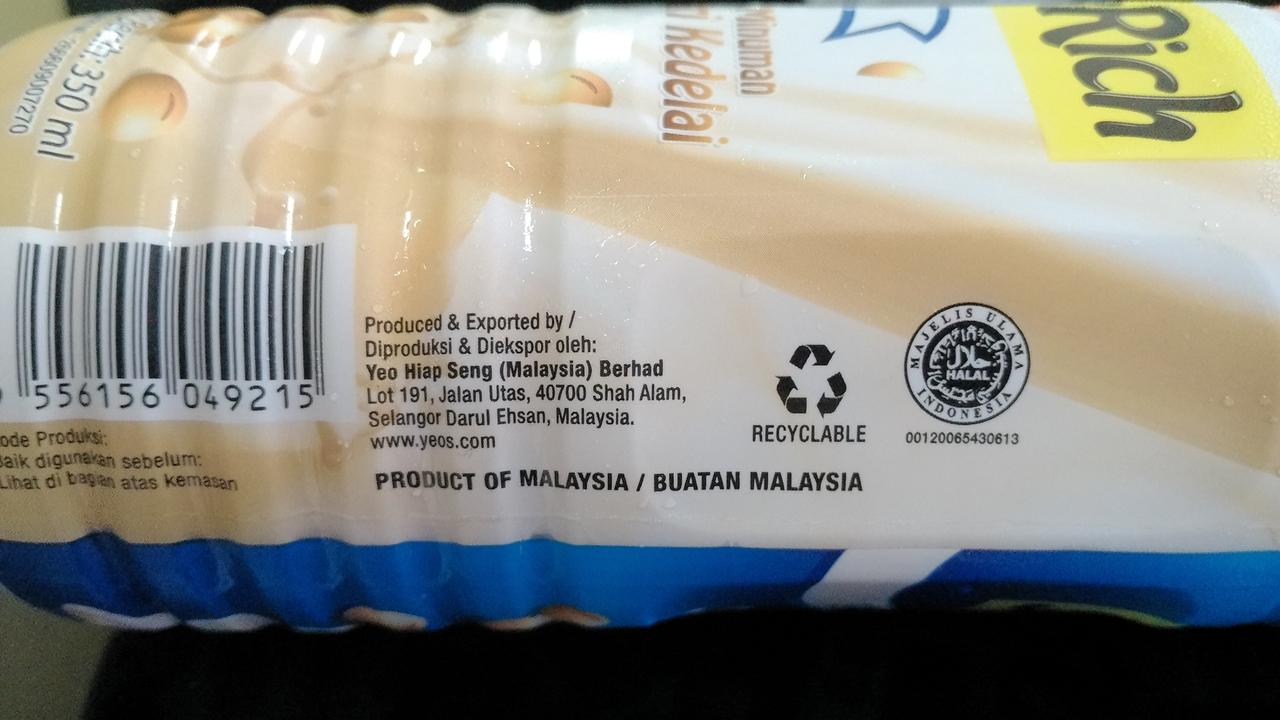 Rich
Minuman
Kedelai
350 ml
Produced & Exported by /
Diproduksi & Diekspor oleh:
Yeo Hiap Seng (Malaysia) Berhad
Lot 191, Jalan Utas, 40700 Shah Alam,
Selangor Darul Ehsan, Malaysia.
www.yeos.com
PRODUCT OF MALAYSIA / BUATAN MALAYSIA
RECYCLABLE
MAJELIS ULAMA
حلال
HALAL
INDONESIA
00120065430613
556156 049215
Produksi:
digunakan sebelum:
Lihat di bagian atas kemasan